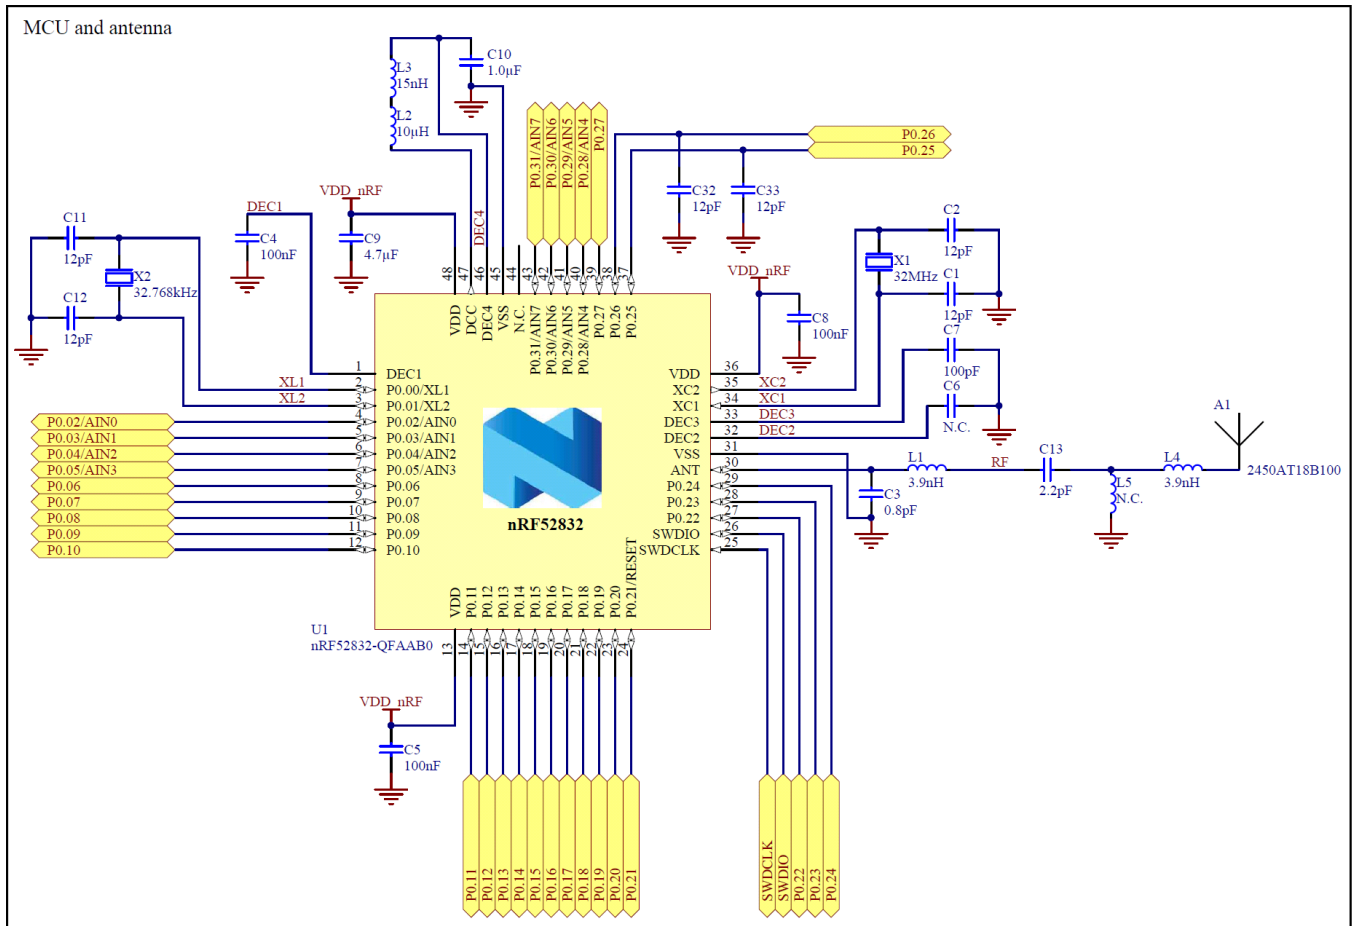 MCU and antenna
L3
15nH
L2
10µH
C10
1.0µF
P0.31/AIN7
P0.30/AIN6
P0.29/AIN5
P0.28/AIN4
P0.27
P0.26
P0.25
C32
12pF
C33
12pF
VDD_nRF
C9
4.7µF
DEC1
C4
100nF
DEC4
C11
12pF
X2
32.768kHz
C12
12pF
C2
12pF
X1
32MHz
C1
12pF
C7
100pF
C6
N.C.
VDD_nRF
C8
100nF
48
47
46
45
44
43
42
41
40
39
38
37
VDD
DCC
DEC4
VSS
N.C.
P0.31/AIN7
P0.30/AIN6
P0.29/AIN5
P0.28/AIN4
P0.27
P0.26
P0.25
XL1
XL2
1
2
3
4
5
6
7
8
9
10
11
12
DEC1
P0.00/XL1
P0.01/XL2
P0.02/AIN0
P0.03/AIN1
P0.04/AIN2
P0.05/AIN3
P0.06
P0.07
P0.08
P0.09
P0.10
P0.02/AIN0
P0.03/AIN1
P0.04/AIN2
P0.05/AIN3
P0.06
P0.07
P0.08
P0.09
P0.10
nRF52832
VDD
XC2
XC1
DEC3
DEC2
VSS
ANT
P0.24
P0.23
P0.22
SWDIO
SWDCLK
36
35
34
33
32
31
30
29
28
27
26
25
XC2
XC1
DEC3
DEC2
L1
3.9nH
C3
0.8pF
RF
C13
2.2pF
L5
N.C.
L4
3.9nH
A1
2450AT18B100
VDD
P0.11
P0.12
P0.13
P0.14
P0.15
P0.16
P0.17
P0.18
P0.19
P0.20
P0.21/RESET
U1
nRF52832-QFAAB0
13
14
15
16
17
18
19
20
21
22
23
24
VDD_nRF
C5
100nF
P0.11
P0.12
P0.13
P0.14
P0.15
P0.16
P0.17
P0.18
P0.19
P0.20
P0.21
SWDCLK
SWDIO
P0.22
P0.23
P0.24